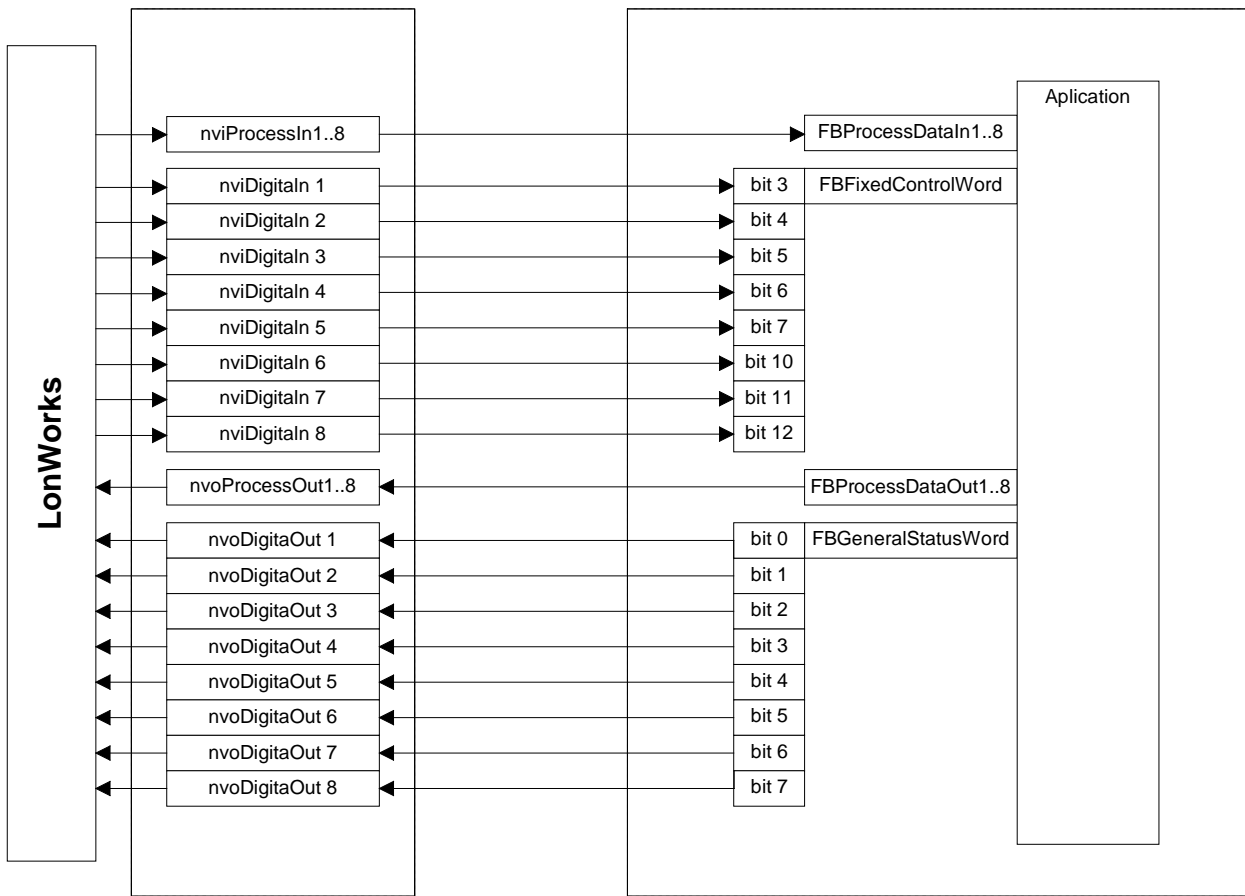 LonWorks
Aplication
nviProcessIn1..8
FBProcessDataIn1..8
nviDigitaIn 1
bit 3
FBFixedControlWord
nviDigitaIn 2
bit 4
nviDigitaIn 3
bit 5
nviDigitaIn 4
bit 6
nviDigitaIn 5
bit 7
nviDigitaIn 6
bit 10
nviDigitaIn 7
bit 11
nviDigitaIn 8
bit 12
nvoProcessOut1..8
FBProcessDataOut1..8
nvoDigitaOut 1
bit 0
FBGeneralStatusWord
nvoDigitaOut 2
bit 1
nvoDigitaOut 3
bit 2
nvoDigitaOut 4
bit 3
nvoDigitaOut 5
bit 4
nvoDigitaOut 6
bit 5
nvoDigitaOut 7
bit 6
nvoDigitaOut 8
bit 7